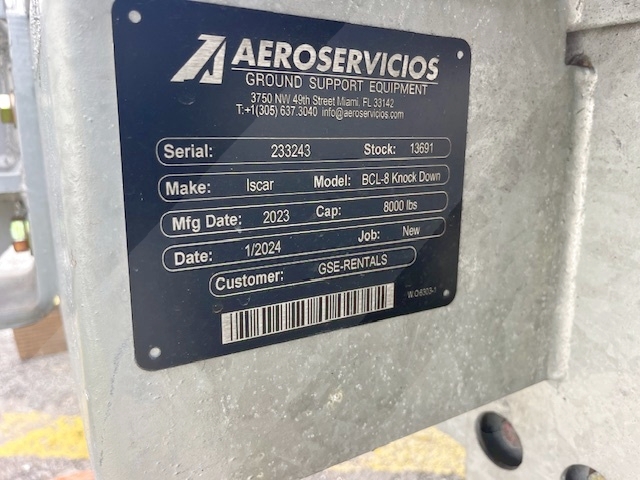 AEROSERVICIOS
GROUND SUPPORT EQUIPMENT
3750 NW 49th Street Miami, FL 33142
T:+1(305) 637.3040 info@aeroservicios.com
Serial: 233243 Stock: 13691
Make: Iscar Model: BCL-8 Knock Down
Mfg Date: 2023 Cap: 8000 lbs
Date: 1/2024 Job: New
Customer: GSE-RENTALS
W.O8303-1